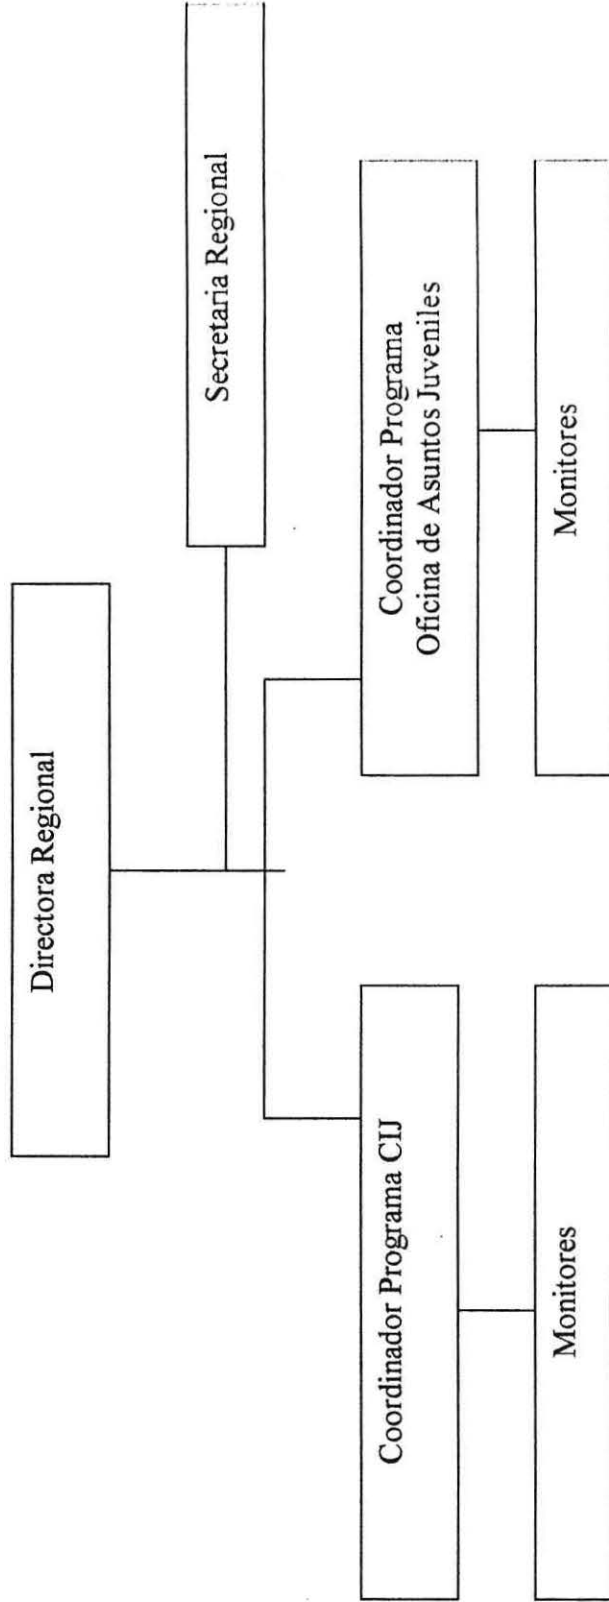 Directora Regional
Secretaria Regional
Coordinador Programa CIJ
Coordinador Programa
Oficina de Asuntos Juveniles
Monitores
Monitores